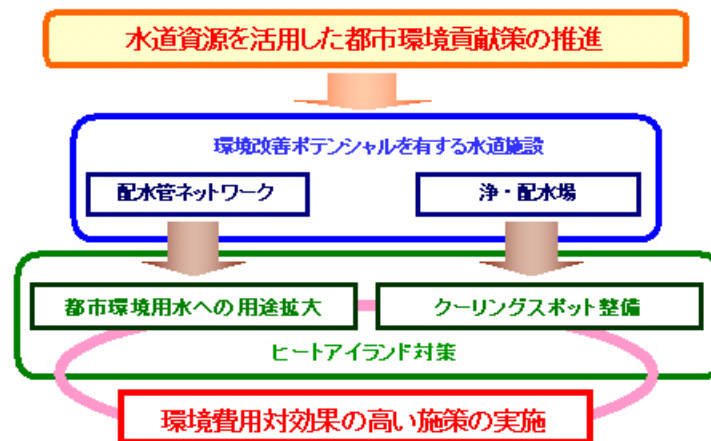 水道資源を活用した都市環境貢献策の推進
環境改善ポテンシャルを有する水道施設
配水管ネットワーク
浄・配水場
都市環境用水への用途拡大
クーリングスポット整備
ヒートアイランド対策
環境費用対効果の高い施策の実施